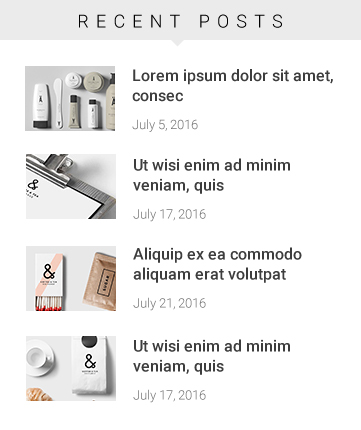 RECENT POSTS
Lorem ipsum dolor sit amet,
consec
July 5, 2016
Ut wisi enim ad minim
veniam, quis
July 17, 2016
Aliquip ex ea commodo
aliquam erat volutpat
July 21, 2016
&
Ut wisi enim ad minim
veniam, quis
July 17, 2016
&